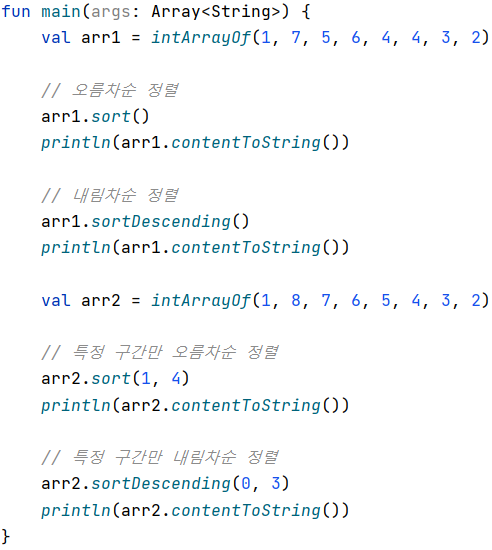 fun main(args: Array<String>) {
    val arr1 = intArrayOf(1, 7, 5, 6, 4, 4, 3, 2)
    // 오름차순 정렬
    arr1.sort()
    println(arr1.contentToString())
    // 내림차순 정렬
    arr1.sortDescending()
    println(arr1.contentToString())
    val arr2 = intArrayOf(1, 8, 7, 6, 5, 4, 3, 2)
    // 특정 구간만 오름차순 정렬
    arr2.sort(1, 4)
    println(arr2.contentToString())
    // 특정 구간만 내림차순 정렬
    arr2.sortDescending(0, 3)
    println(arr2.contentToString())
}